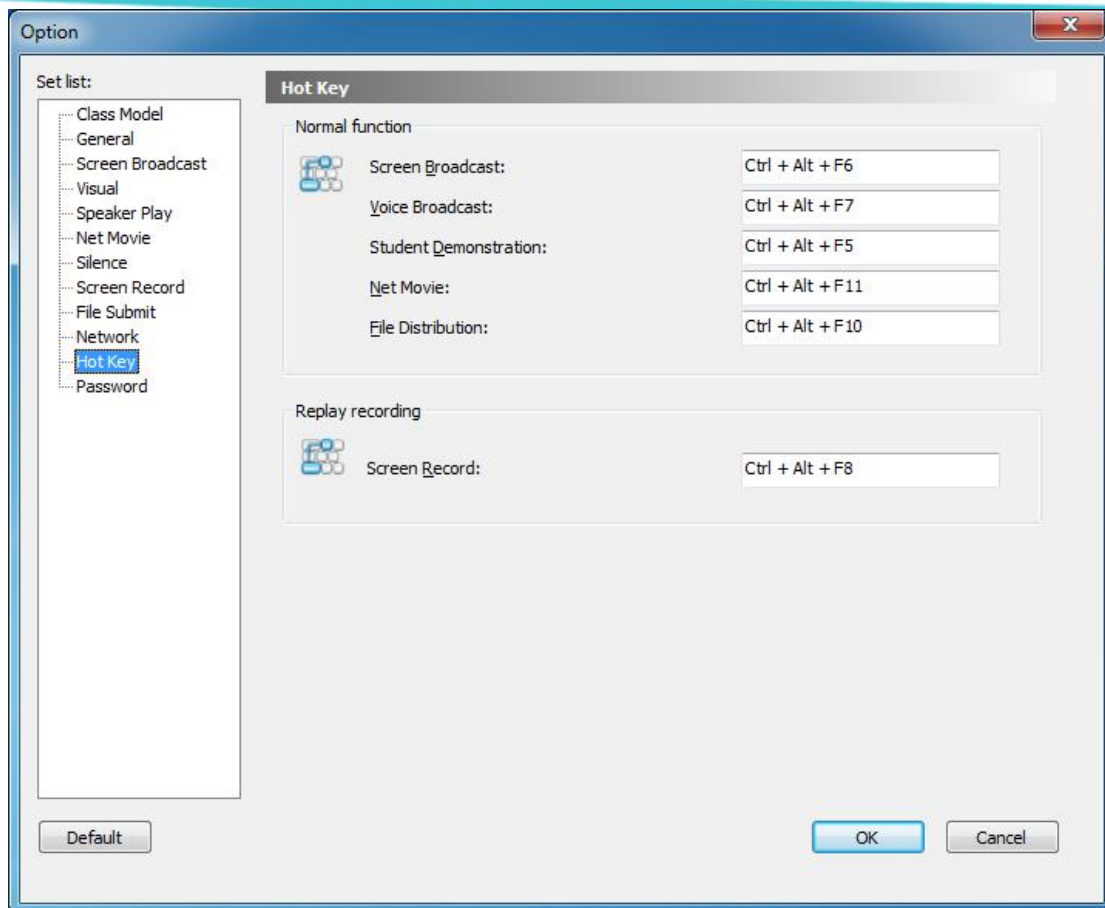 Option
Set list:
Class Model
General
Screen Broadcast
Visual
Speaker Play
Net Movie
Silence
Screen Record
File Submit
Network
Hot Key
Password
Hot Key
Normal function
Screen Broadcast: Ctrl + Alt + F6
Voice Broadcast: Ctrl + Alt + F7
Student Demonstration: Ctrl + Alt + F5
Net Movie: Ctrl + Alt + F11
File Distribution: Ctrl + Alt + F10
Replay recording
Screen Record: Ctrl + Alt + F8
Default OK Cancel